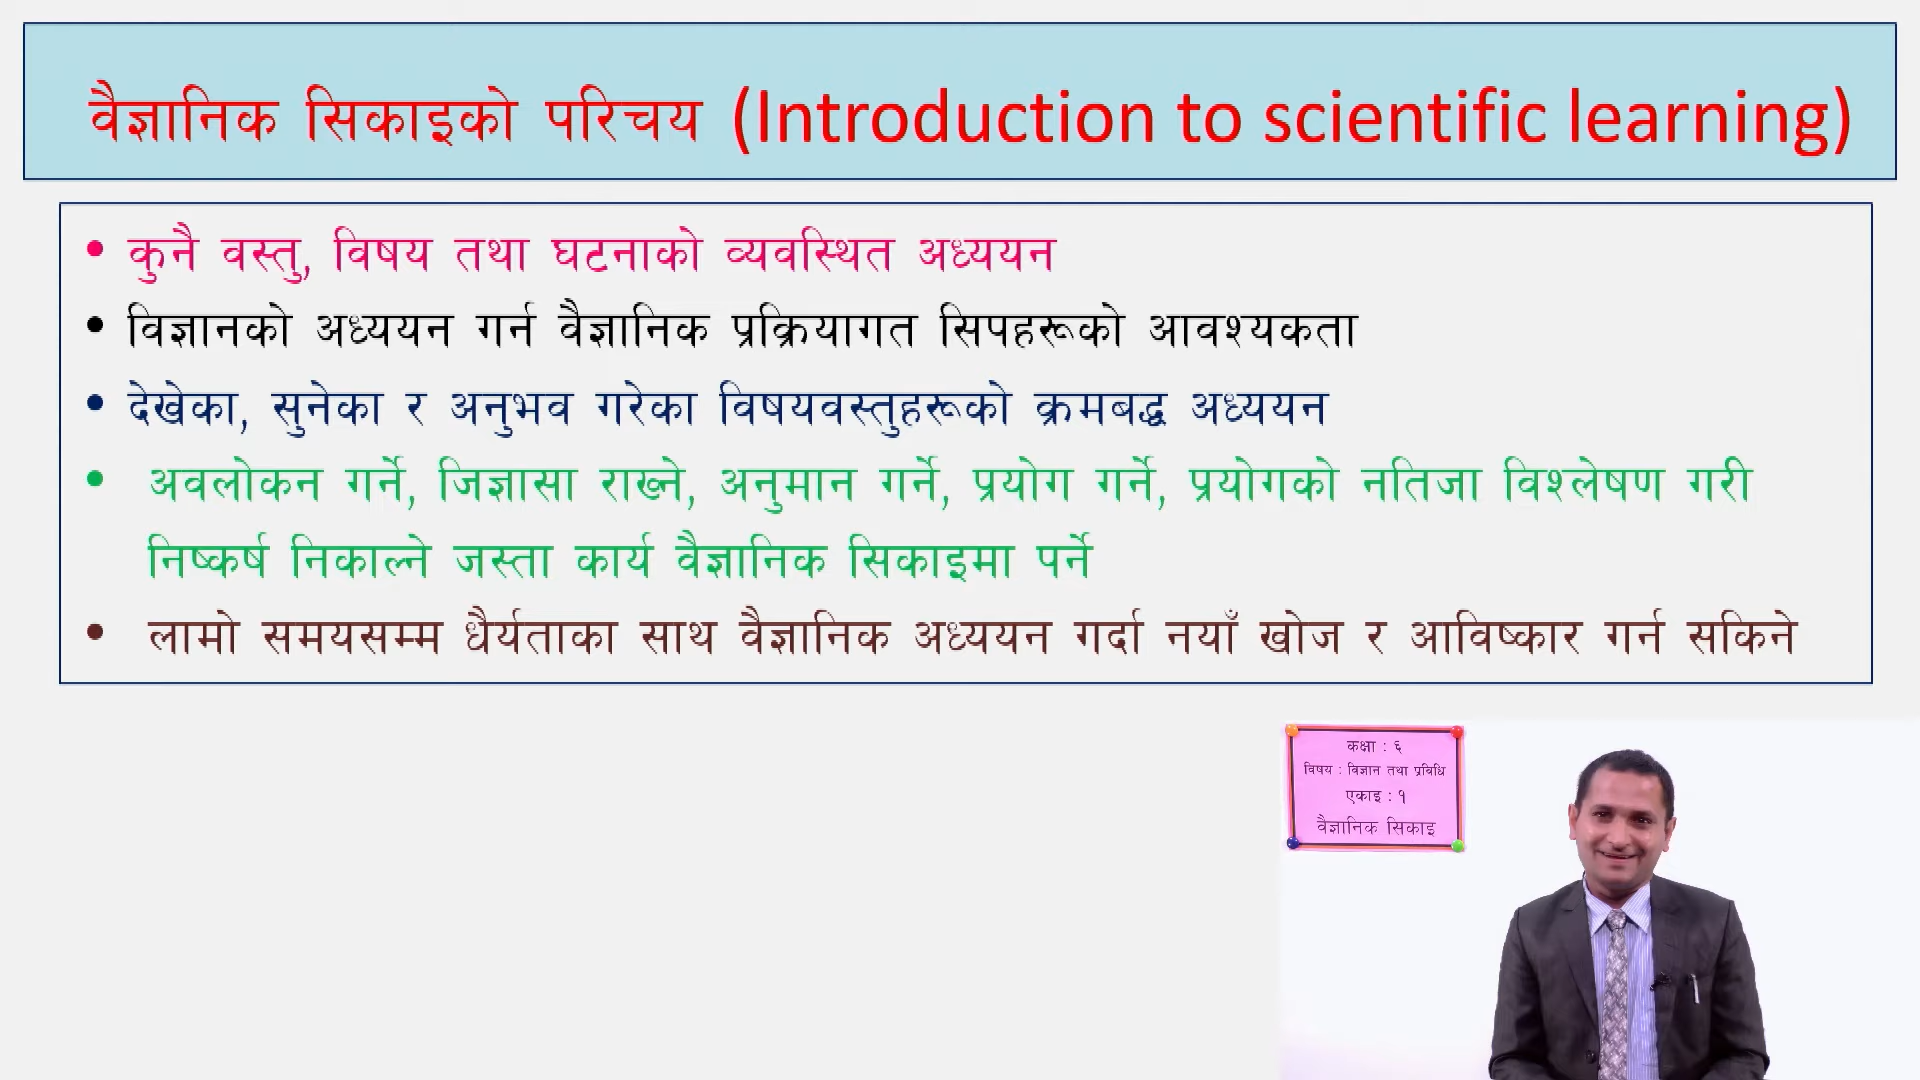 वैज्ञानिक सिकाइको परिचय (Introduction to scientific learning)
• कुनै वस्तु, विषय तथा घटनाको व्यवस्थित अध्ययन
• विज्ञानको अध्ययन गर्न वैज्ञानिक प्रक्रियागत सिपहरूको आवश्यकता
• देखेका, सुनेका र अनुभव गरेका विषयवस्तुहरूको क्रमबद्ध अध्ययन
• अवलोकन गर्ने, जिज्ञासा राख्ने, अनुमान गर्ने, प्रयोग गर्ने, प्रयोगको नतिजा विश्लेषण गरी
निष्कर्ष निकाल्ने जस्ता कार्य वैज्ञानिक सिकाइमा पर्ने
• लामो समयसम्म धैर्यताका साथ वैज्ञानिक अध्ययन गर्दा नयाँ खोज र आविष्कार गर्न सकिने
कक्षा : ६
विषय : विज्ञान तथा प्रबिधि
एकाइ : १
वैज्ञानिक सिकाइ